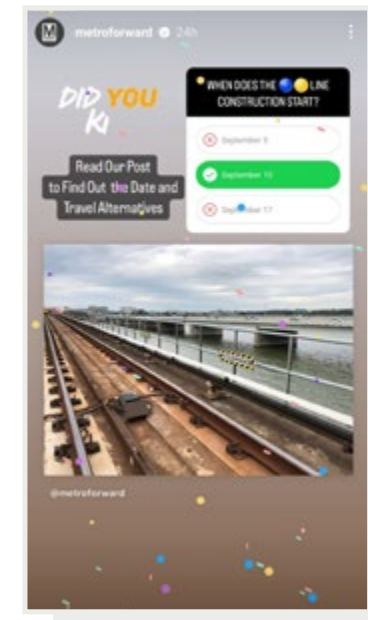 metroforward 24h
DID YOU
KI
WHEN DOES THE 🔵🟡 LINE
CONSTRUCTION START?
Read Our Post
to Find Out the Date and
Travel Alternatives
September
September 10
September 17
@metroforward